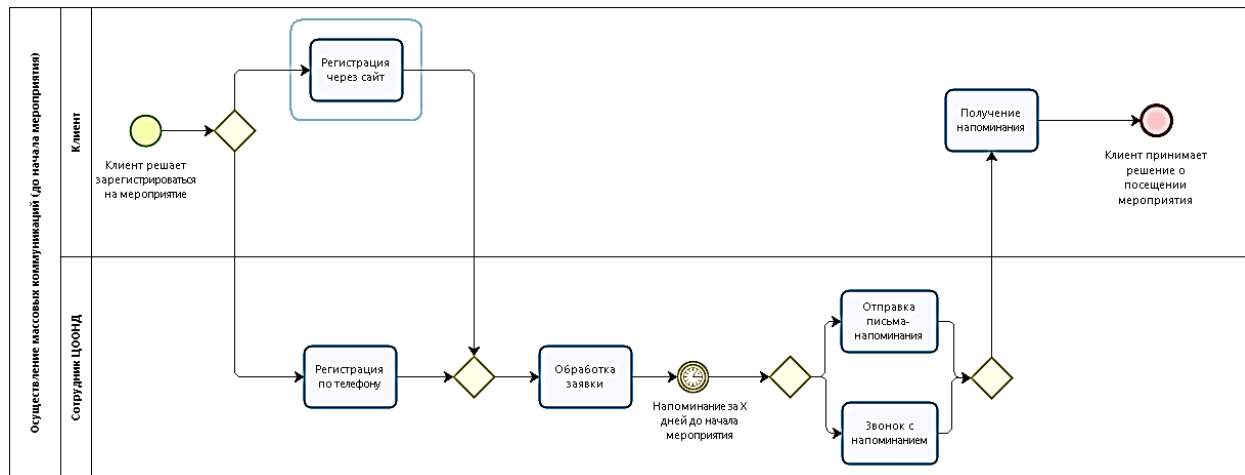 Осуществление массовых коммуникаций (до начала мероприятия)
Клиент
Клиент решает
зарегистрироваться
на мероприятие
Регистрация
через сайт
Получение
напоминания
Клиент принимает
решение о
посещении
мероприятия
Сотрудник ЦООНД
Регистрация
по телефону
Обработка
заявки
Напоминание за X
дней до начала
мероприятия
Отправка
письма-
напоминания
Звонок с
напоминанием